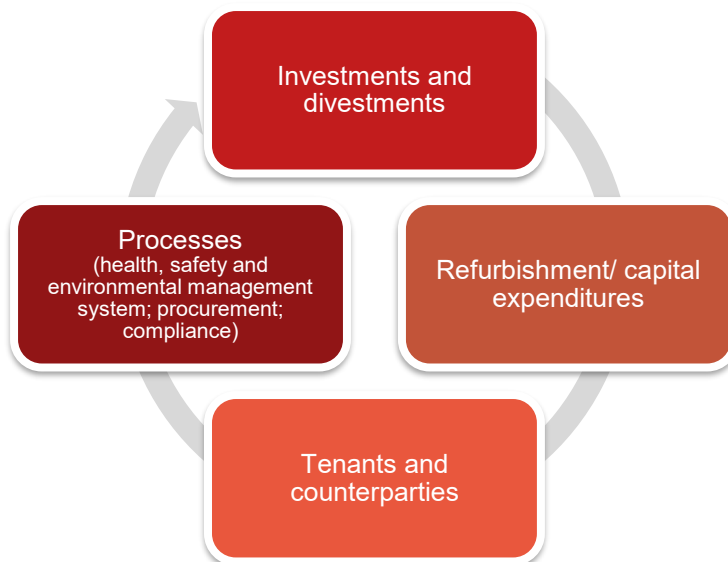 Investments and
divestments
Refurbishment/ capital
expenditures
Tenants and
counterparties
Processes
(health, safety and
environmental management
system; procurement;
compliance)